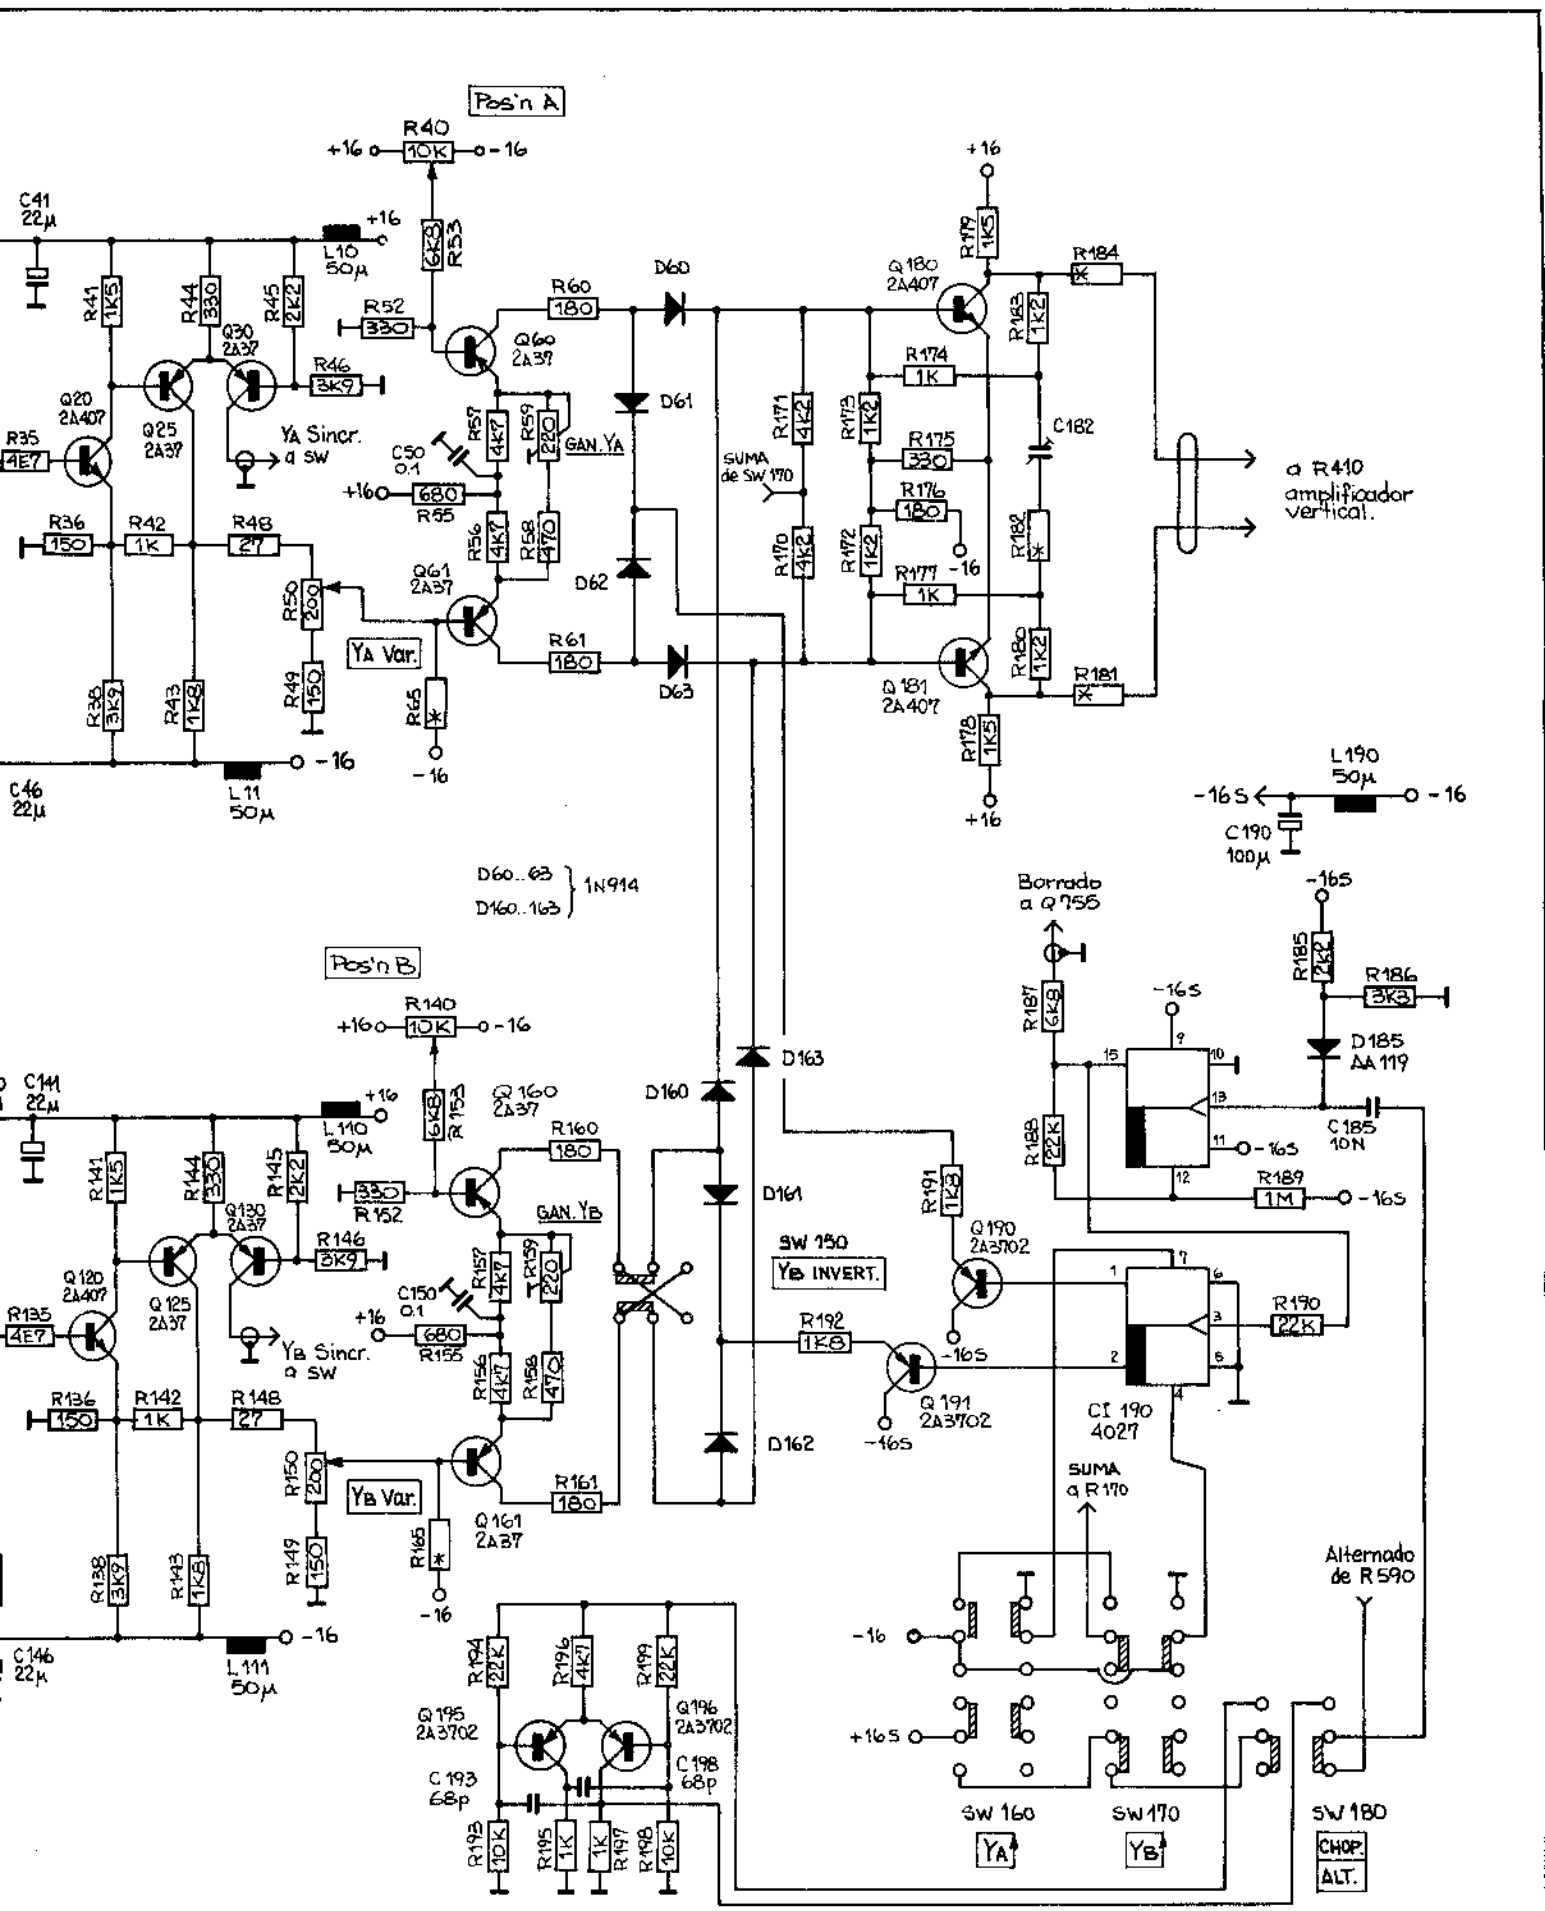 Pos'n A
R40
+16
10K
-16
C41
22µ
+16
L10
50µ
6K8
R53
R41
1K5
R44
330
R45
2K2
Q30
2A37
R46
3K9
Q20
2A407
Q25
2A37
YA Sincr.
a SW
R35
4E7
R36
150
R42
1K
R48
27
R50
200
R49
150
R38
3K9
R43
1K8
C46
22µ
L11
50µ
-16
R52
330
Q60
2A37
R60
180
D60
R57
4K7
R59
220
GAN. YA
C50
0.1
+16
680
R55
R56
4K7
R58
470
Q61
2A37
YA Var.
R65
*
-16
R61
180
D61
D62
D63
SUMA
de SW 170
R171
4K2
R170
4K2
R173
1K2
R172
1K2
R174
1K
R175
330
R176
180
-16
R177
1K
+16
R179
1K5
Q180
2A407
R183
1K2
R184
*
C182
R182
*
R180
1K2
R181
*
Q181
2A407
R178
1K5
+16
a R410
amplificador
vertical.
L190
50µ
-16S
-16
C190
100µ
D60..63
D160..163
1N914
Borrado
a Q755
-16S
R185
2K2
R186
3K3
R187
6K8
-16S
D185
AA119
15
9
10
13
11
12
-16S
C185
10N
R188
22K
R189
1M
-16S
Pos'n B
R140
+16
10K
-16
C141
22µ
+16
L110
50µ
6K8
R153
Q160
2A37
R160
180
D160
D163
R141
1K5
R144
330
R145
2K2
Q130
2A37
R146
3K9
Q120
2A407
Q125
2A37
YB Sincr.
a SW
R135
4E7
R136
150
R142
1K
R148
27
R150
200
R149
150
R138
3K9
R143
1K8
C146
22µ
L111
50µ
-16
330
R152
GAN. YB
R157
4K7
R159
220
C150
0.1
+16
680
R155
R156
4K7
R158
470
YB Var.
R165
*
-16
Q161
2A37
R161
180
D161
D162
SW 150
YB INVERT.
R191
1K8
Q190
2A3702
-16S
R192
1K8
Q191
2A3702
-16S
1
7
6
3
2
5
4
R190
22K
CI 190
4027
SUMA
a R170
Alternado
de R590
-16
+16S
SW 160
YA
SW170
YB
SW 180
CHOP.
ALT.
R194
22K
R196
4K7
R199
22K
Q195
2A3702
Q196
2A3702
C193
68p
C198
68p
R193
10K
R195
1K
1K
R197
R198
10K